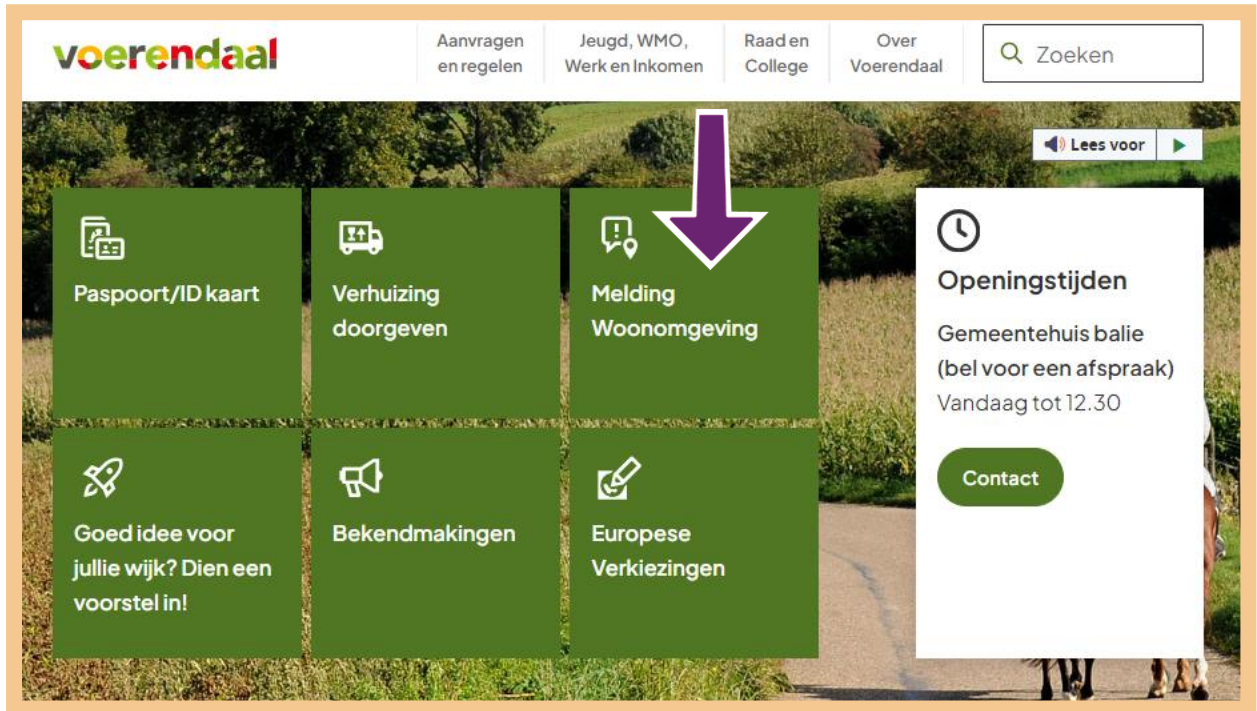 voerendaal
Aanvragen
en regelen
Jeugd, WMO,
Werk en Inkomen
Raad en
College
Over
Voerendaal
Zoeken
Lees voor
Paspoort/ID kaart
Verhuizing
doorgeven
Melding
Woonomgeving
Goed idee voor
jullie wijk? Dien een
voorstel in!
Bekendmakingen
Europese
Verkiezingen
Openingstijden
Gemeentehuis balie
(bel voor een afspraak)
Vandaag tot 12.30
Contact